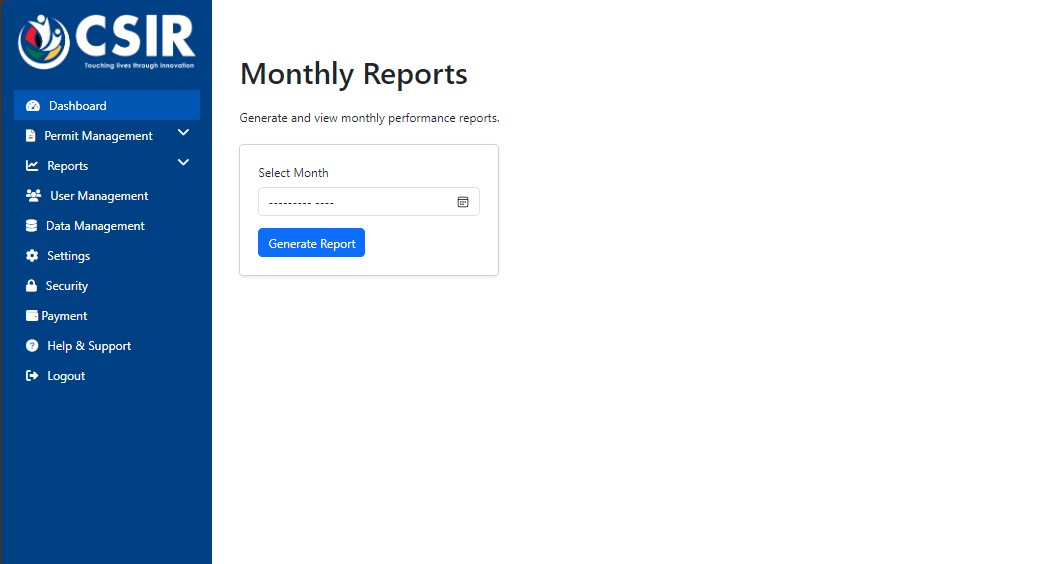 CSIR
Touching lives through innovation
Dashboard
Permit Management
Reports
User Management
Data Management
Settings
Security
Payment
Help & Support
Logout
Monthly Reports
Generate and view monthly performance reports.
Select Month
--------- ----
Generate Report